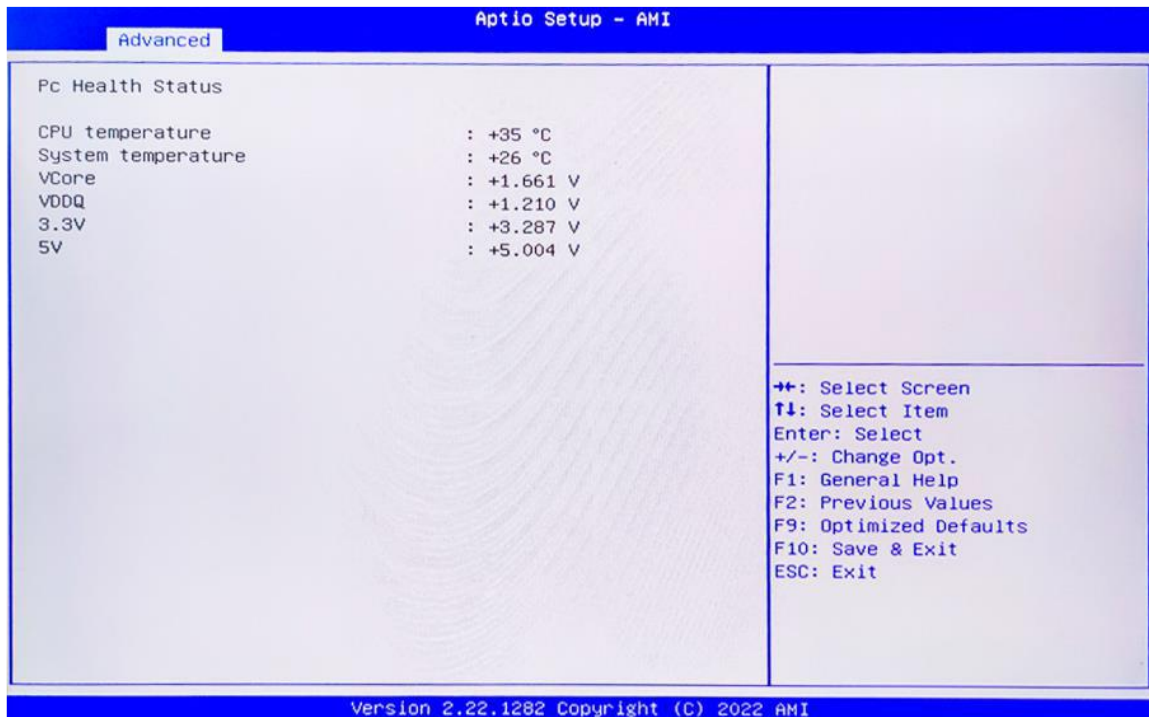 Aptio Setup - AMI
Advanced
Pc Health Status
CPU temperature : +35 °C
System temperature : +26 °C
VCore : +1.661 V
VDDQ : +1.210 V
3.3V : +3.287 V
5V : +5.004 V
→←: Select Screen
↑↓: Select Item
Enter: Select
+/-: Change Opt.
F1: General Help
F2: Previous Values
F9: Optimized Defaults
F10: Save & Exit
ESC: Exit
Version 2.22.1282 Copyright (C) 2022 AMI